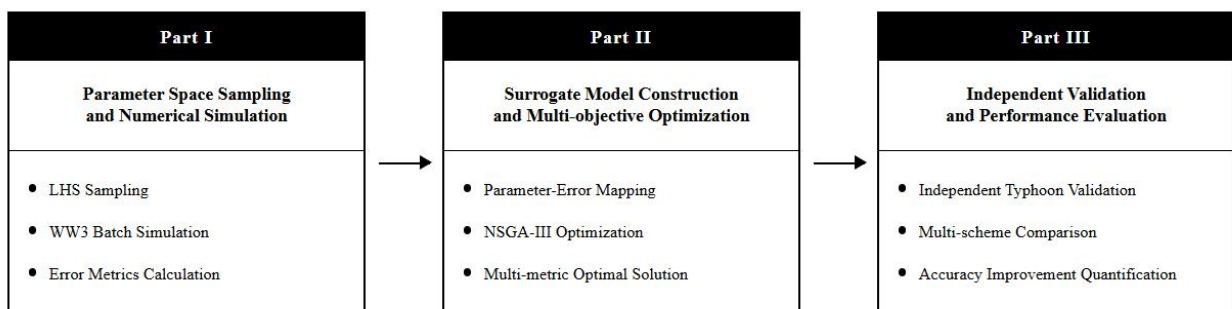 Part I
Parameter Space Sampling
and Numerical Simulation
• LHS Sampling
• WW3 Batch Simulation
• Error Metrics Calculation
Part II
Surrogate Model Construction
and Multi-objective Optimization
• Parameter-Error Mapping
• NSGA-III Optimization
• Multi-metric Optimal Solution
Part III
Independent Validation
and Performance Evaluation
• Independent Typhoon Validation
• Multi-scheme Comparison
• Accuracy Improvement Quantification